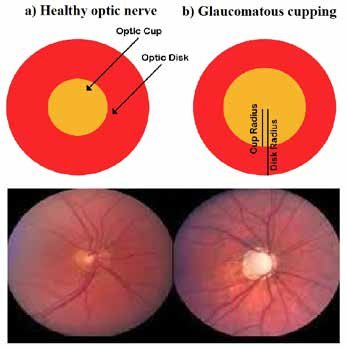 a) Healthy optic nerve
b) Glaucomatous cupping
Optic Cup
Optic Disk
Cup Radius
Disk Radius